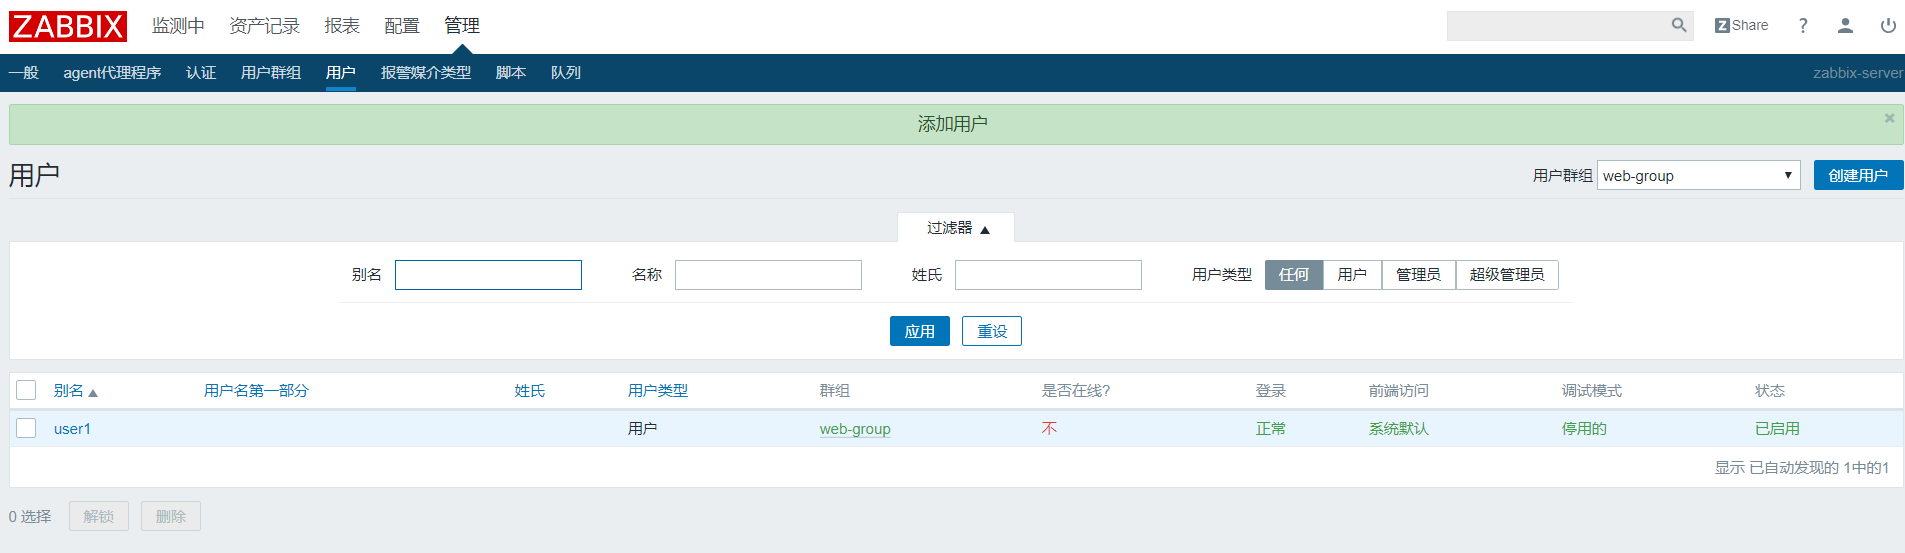 ZABBIX 监测中 资产记录 报表 配置 管理 Share ?
一般 agent代理程序 认证 用户群组 用户 报警媒介类型 脚本 队列 zabbix-server
添加用户
用户 用户群组 web-group 创建用户
过滤器
别名 名称 姓氏 用户类型 任何 用户 管理员 超级管理员
应用 重设
别名 用户名第一部分 姓氏 用户类型 群组 是否在线? 登录 前端访问 调试模式 状态
user1 用户 web-group 不 正常 系统默认 停用的 已启用
显示 已自动发现的 1中的1
0 选择 解锁 删除